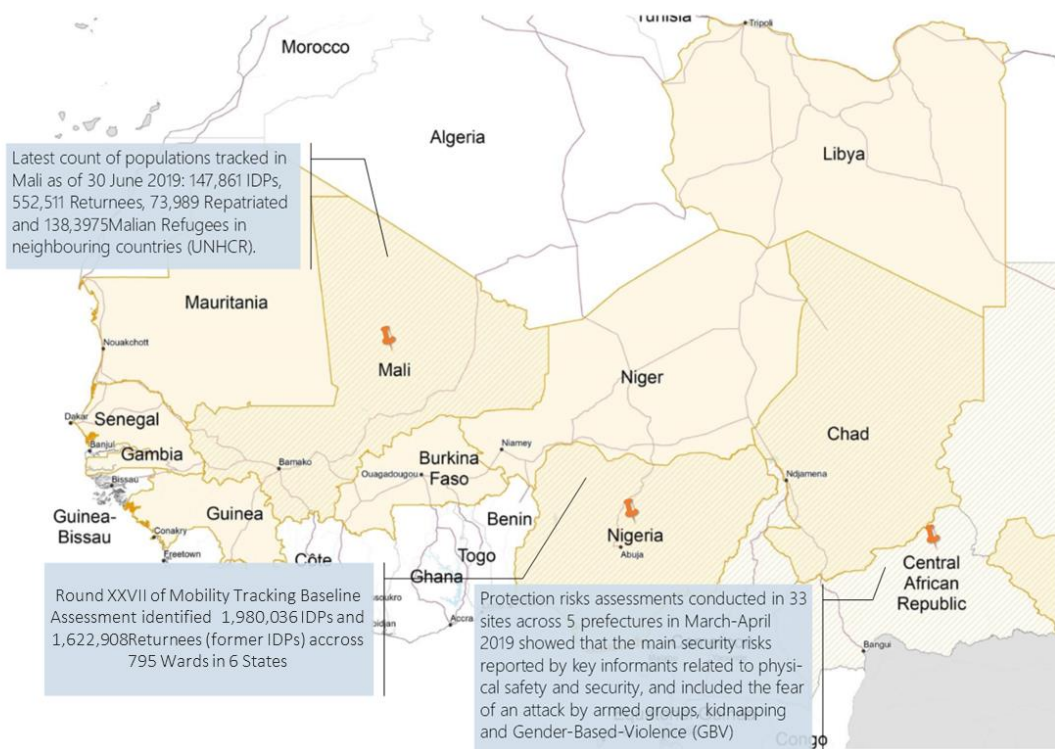 Tunisia
Tripoli
Morocco
Algeria
Libya
Latest count of populations tracked in
Mali as of 30 June 2019: 147,861 IDPs,
552,511 Returnees, 73,989 Repatriated
and 138,3975Malian Refugees in
neighbouring countries (UNHCR).
Mauritania
Nouakchott
Mali
Niger
Chad
Dakar
Senegal
Banjul
Gambia
Bamako
Bissau
Guinea-
Bissau
Guinea
Conakry
Freetown
Burkina
Faso
Ouagadougou
Niamey
Benin
Togo
Ghana
Côte
Accra
Nigeria
Abuja
Ndjamena
Central
African
Republic
Bangui
Congo
Round XXVII of Mobility Tracking Baseline
Assessment identified 1,980,036 IDPs and
1,622,908Returnees (former IDPs) accross
795 Wards in 6 States
Protection risks assessments conducted in 33
sites across 5 prefectures in March-April
2019 showed that the main security risks
reported by key informants related to physi-
cal safety and security, and included the fear
of an attack by armed groups, kidnapping
and Gender-Based-Violence (GBV)